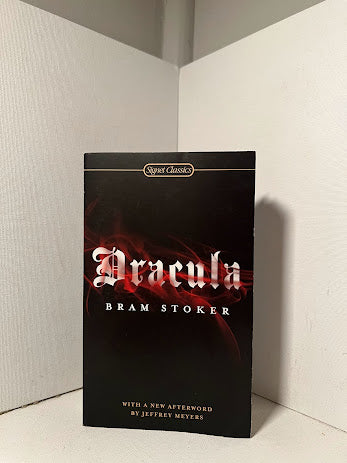 Signet Classics
Dracula
BRAM STOKER
WITH A NEW AFTERWORD
BY JEFFREY MEYERS